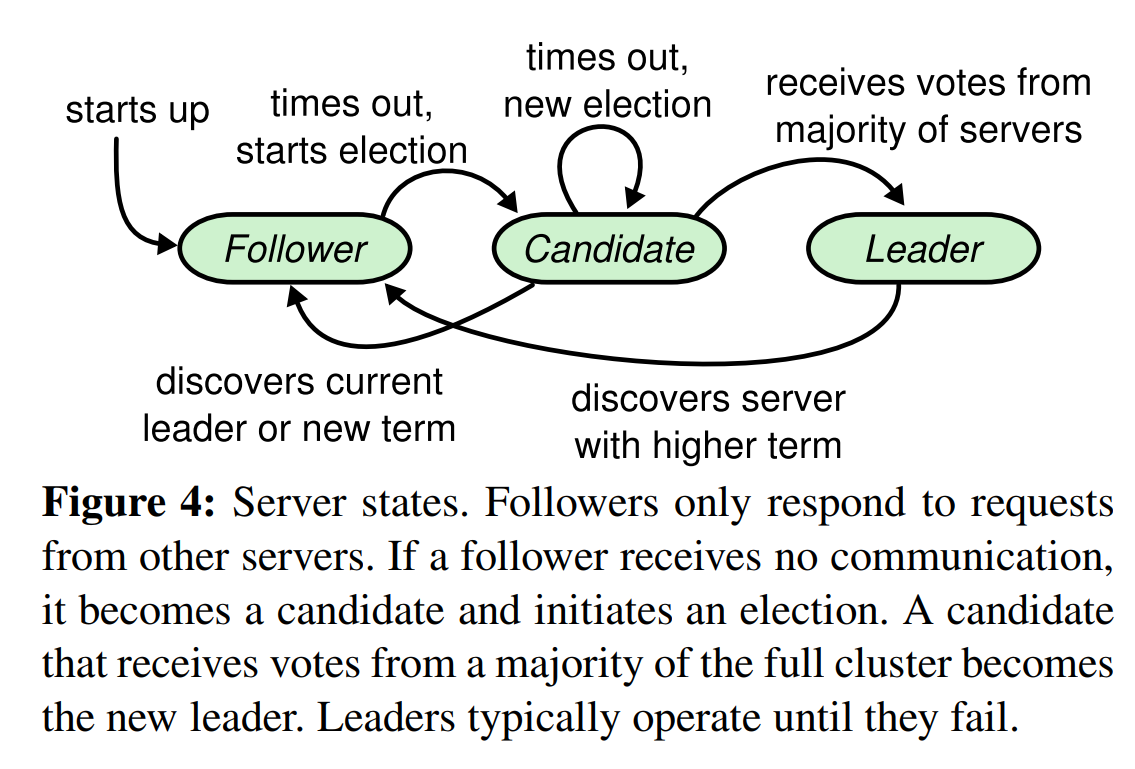 starts up
times out,
starts election
times out,
new election
receives votes from
majority of servers
Follower
Candidate
Leader
discovers current
leader or new term
discovers server
with higher term
Figure 4: Server states. Followers only respond to requests
from other servers. If a follower receives no communication,
it becomes a candidate and initiates an election. A candidate
that receives votes from a majority of the full cluster becomes
the new leader. Leaders typically operate until they fail.